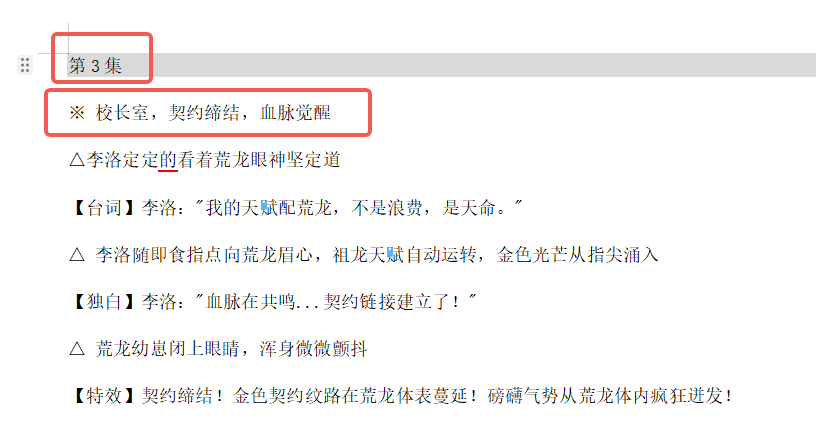 第 3 集
※ 校长室，契约缔结，血脉觉醒
△李洛定定的看着荒龙眼神坚定道
【台词】李洛："我的天赋配荒龙，不是浪费，是天命。"
△ 李洛随即食指点向荒龙眉心，祖龙天赋自动运转，金色光芒从指尖涌入
【独白】李洛："血脉在共鸣...契约链接建立了！"
△ 荒龙幼崽闭上眼睛，浑身微微颤抖
【特效】契约缔结！金色契约纹路在荒龙体表蔓延！磅礴气势从荒龙体内疯狂迸发！